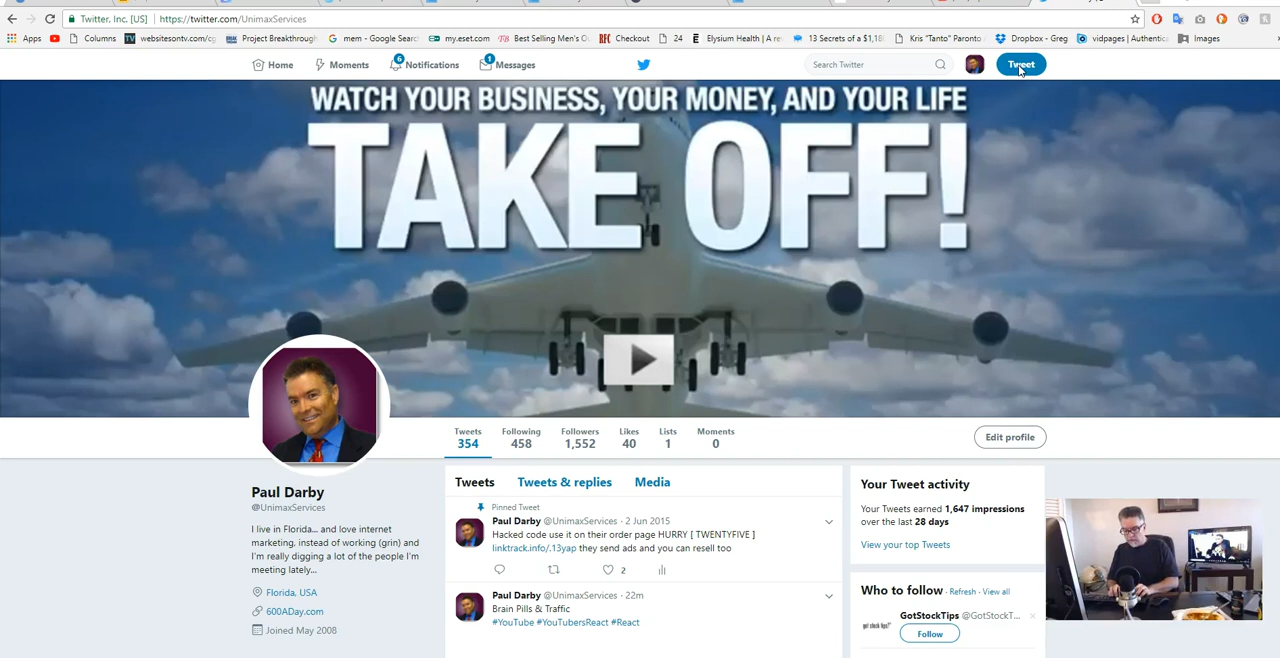 Twitter, Inc. [US] https://twitter.com/UnimaxServices
Apps Columns websitesontv.com/cg Project Breakthrough mem - Google Searc my.eset.com Best Selling Men's Cu Checkout 24 Elysium Health | A re 13 Secrets of a $1,18 Kris "Tanto" Paronto Dropbox - Greg vidpages | Authentic Images
Home Moments 6 Notifications 1 Messages Search Twitter Tweet
WATCH YOUR BUSINESS, YOUR MONEY, AND YOUR LIFE
TAKE OFF!
Tweets Following Followers Likes Lists Moments
354 458 1,552 40 1 0
Edit profile
Paul Darby
@UnimaxServices
I live in Florida... and love internet
marketing, instead of working (grin) and
I'm really digging a lot of the people I'm
meeting lately...
Florida, USA
600ADay.com
Joined May 2008
Tweets Tweets & replies Media
Pinned Tweet
Paul Darby @UnimaxServices · 2 Jun 2015
Hacked code use it on their order page HURRY [ TWENTYFIVE ]
linktrack.info/.13yap they send ads and you can resell too
2
Paul Darby @UnimaxServices · 22m
Brain Pills & Traffic
#YouTube #YouTubersReact #React
Your Tweet activity
Your Tweets earned 1,647 impressions
over the last 28 days
View your top Tweets
Who to follow · Refresh · View all
got stock tips?
GotStockTips @GotStockT...
Follow